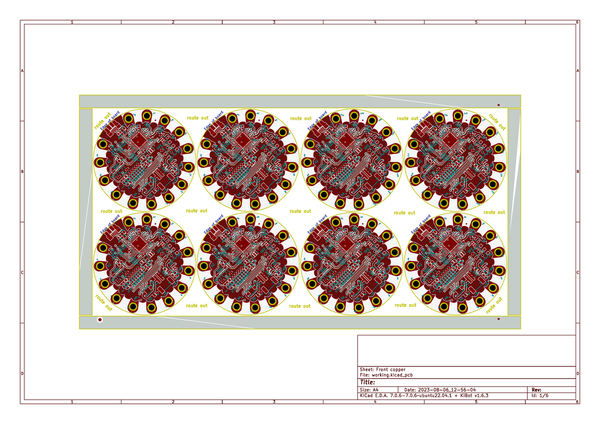 1 2 3 4 5 6
A A
route out route out route out route out route out
B B
route out route out route out route out route out
C C
route out route out route out route out route out
D D
Sheet: Front copper
File: working.kicad_pcb
Title:
Size: A4 Date: 2023-08-06_12-56-04 Rev:
KiCad E.D.A. 7.0.6-7.0.6~ubuntu22.04.1 + KiBot v1.6.3 Id: 1/6
1 2 3 4 5 6